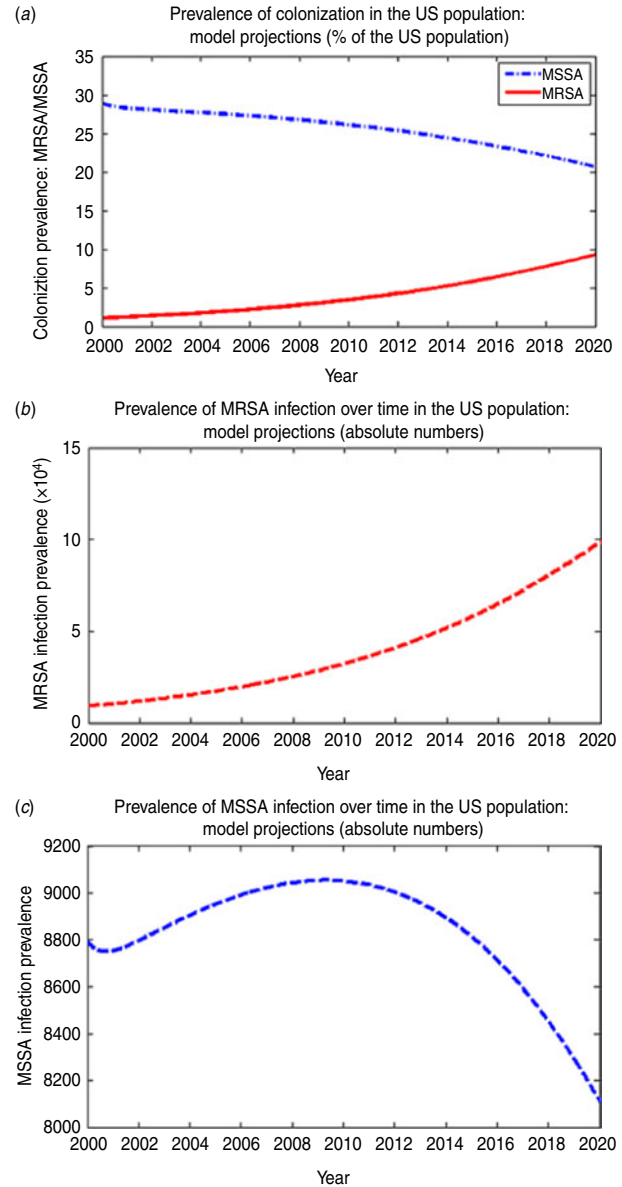 (a) Prevalence of colonization in the US population:
model projections (% of the US population)
Coloniztion prevalence: MRSA/MSSA
35
30
25
20
15
10
5
0
MSSA
MRSA
2000 2002 2004 2006 2008 2010 2012 2014 2016 2018 2020
Year
(b) Prevalence of MRSA infection over time in the US population:
model projections (absolute numbers)
MRSA infection prevalence (×10⁴)
15
10
5
0
2000 2002 2004 2006 2008 2010 2012 2014 2016 2018 2020
Year
(c) Prevalence of MSSA infection over time in the US population:
model projections (absolute numbers)
MSSA infection prevalence
9200
9000
8800
8600
8400
8200
8000
2000 2002 2004 2006 2008 2010 2012 2014 2016 2018 2020
Year